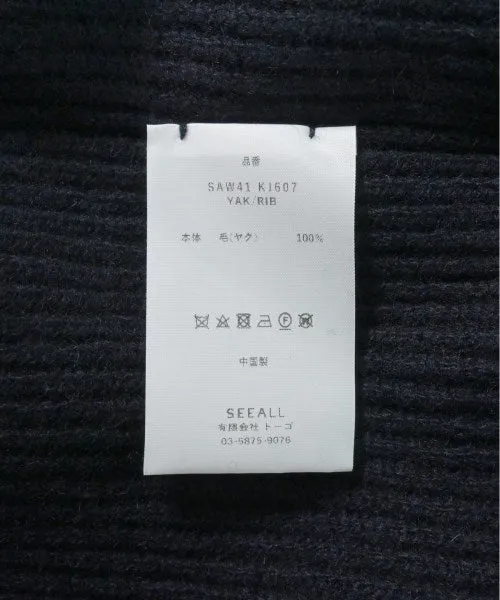 品番
SAW41 K1607
YAK/RIB
本体 毛(ヤク) 100%
中国製
SEEALL
有限会社 トーゴ
03-5875-9076